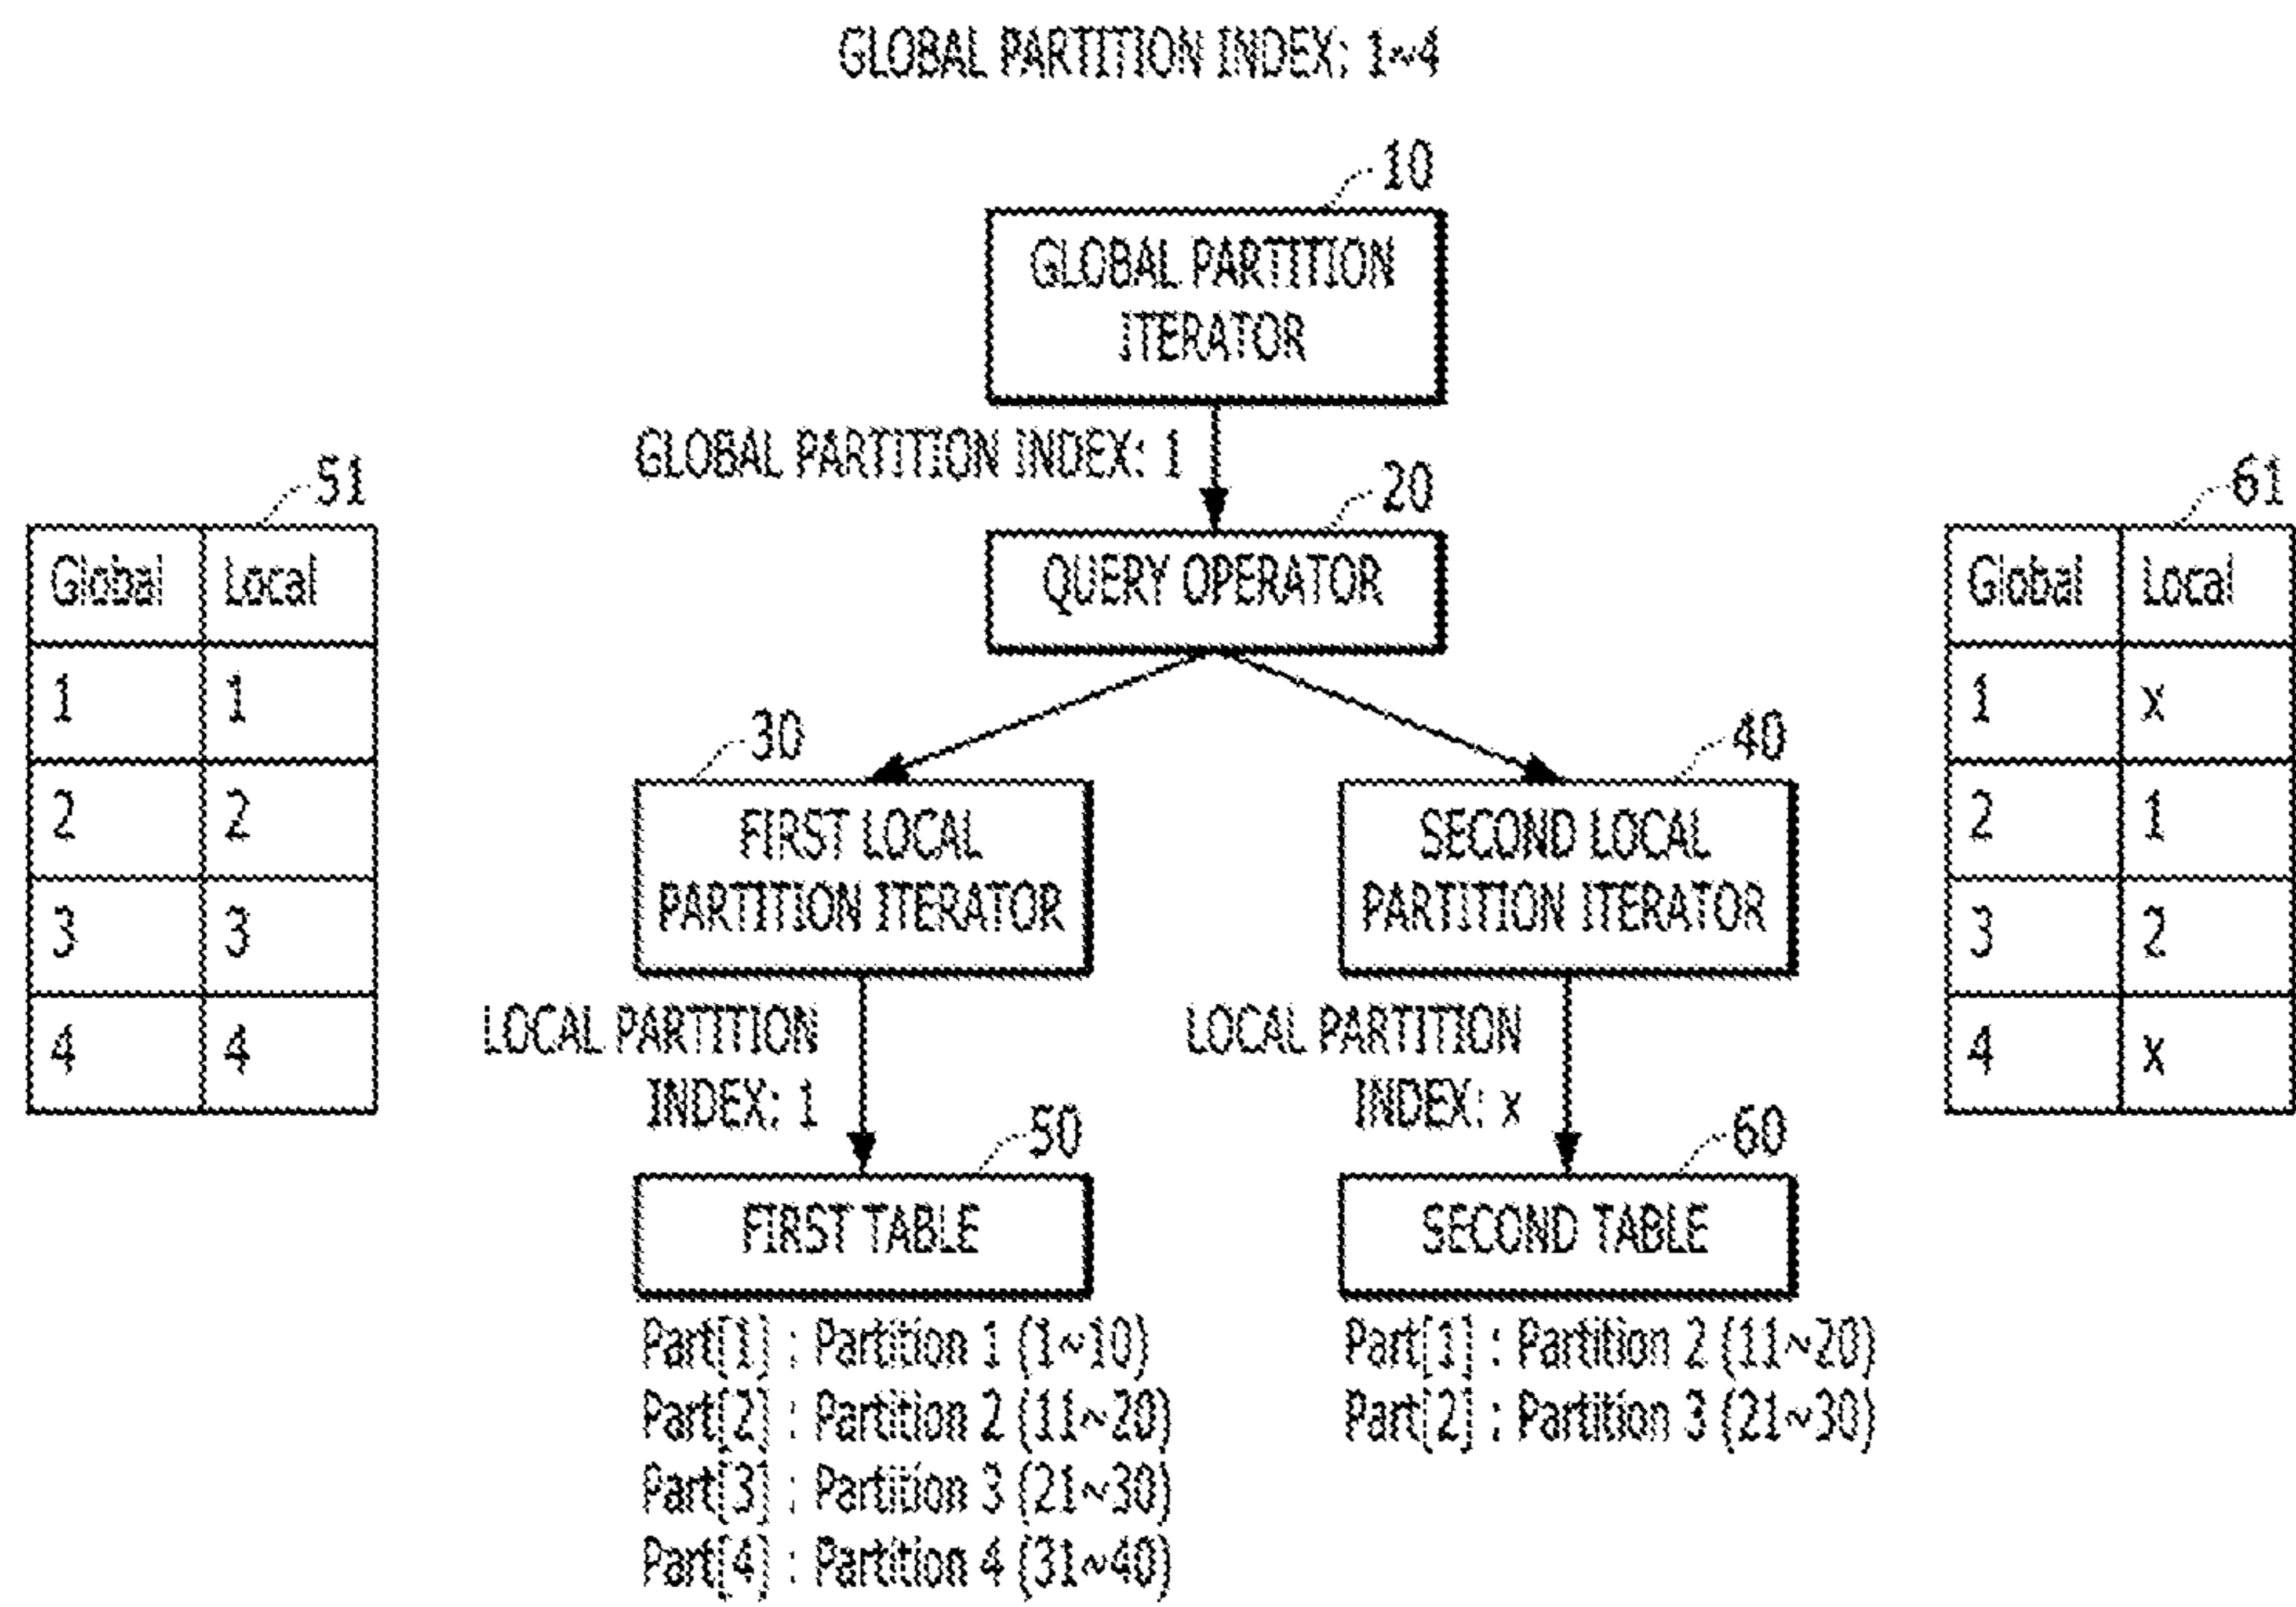 GLOBAL PARTITION INDEX: 1~4
10
GLOBAL PARTITION
ITERATOR
GLOBAL PARTITION INDEX: 1
20
QUERY OPERATOR
51
Global Local
1 1
2 2
3 3
4 4
61
Global Local
1 x
2 1
3 2
4 x
30
FIRST LOCAL
PARTITION ITERATOR
40
SECOND LOCAL
PARTITION ITERATOR
LOCAL PARTITION
INDEX: 1
LOCAL PARTITION
INDEX: x
50
FIRST TABLE
60
SECOND TABLE
Part[1] : Partition 1 (1~10)
Part[2] : Partition 2 (11~20)
Part[3] : Partition 3 (21~30)
Part[4] : Partition 4 (31~40)
Part[1] : Partition 2 (11~20)
Part[2] : Partition 3 (21~30)